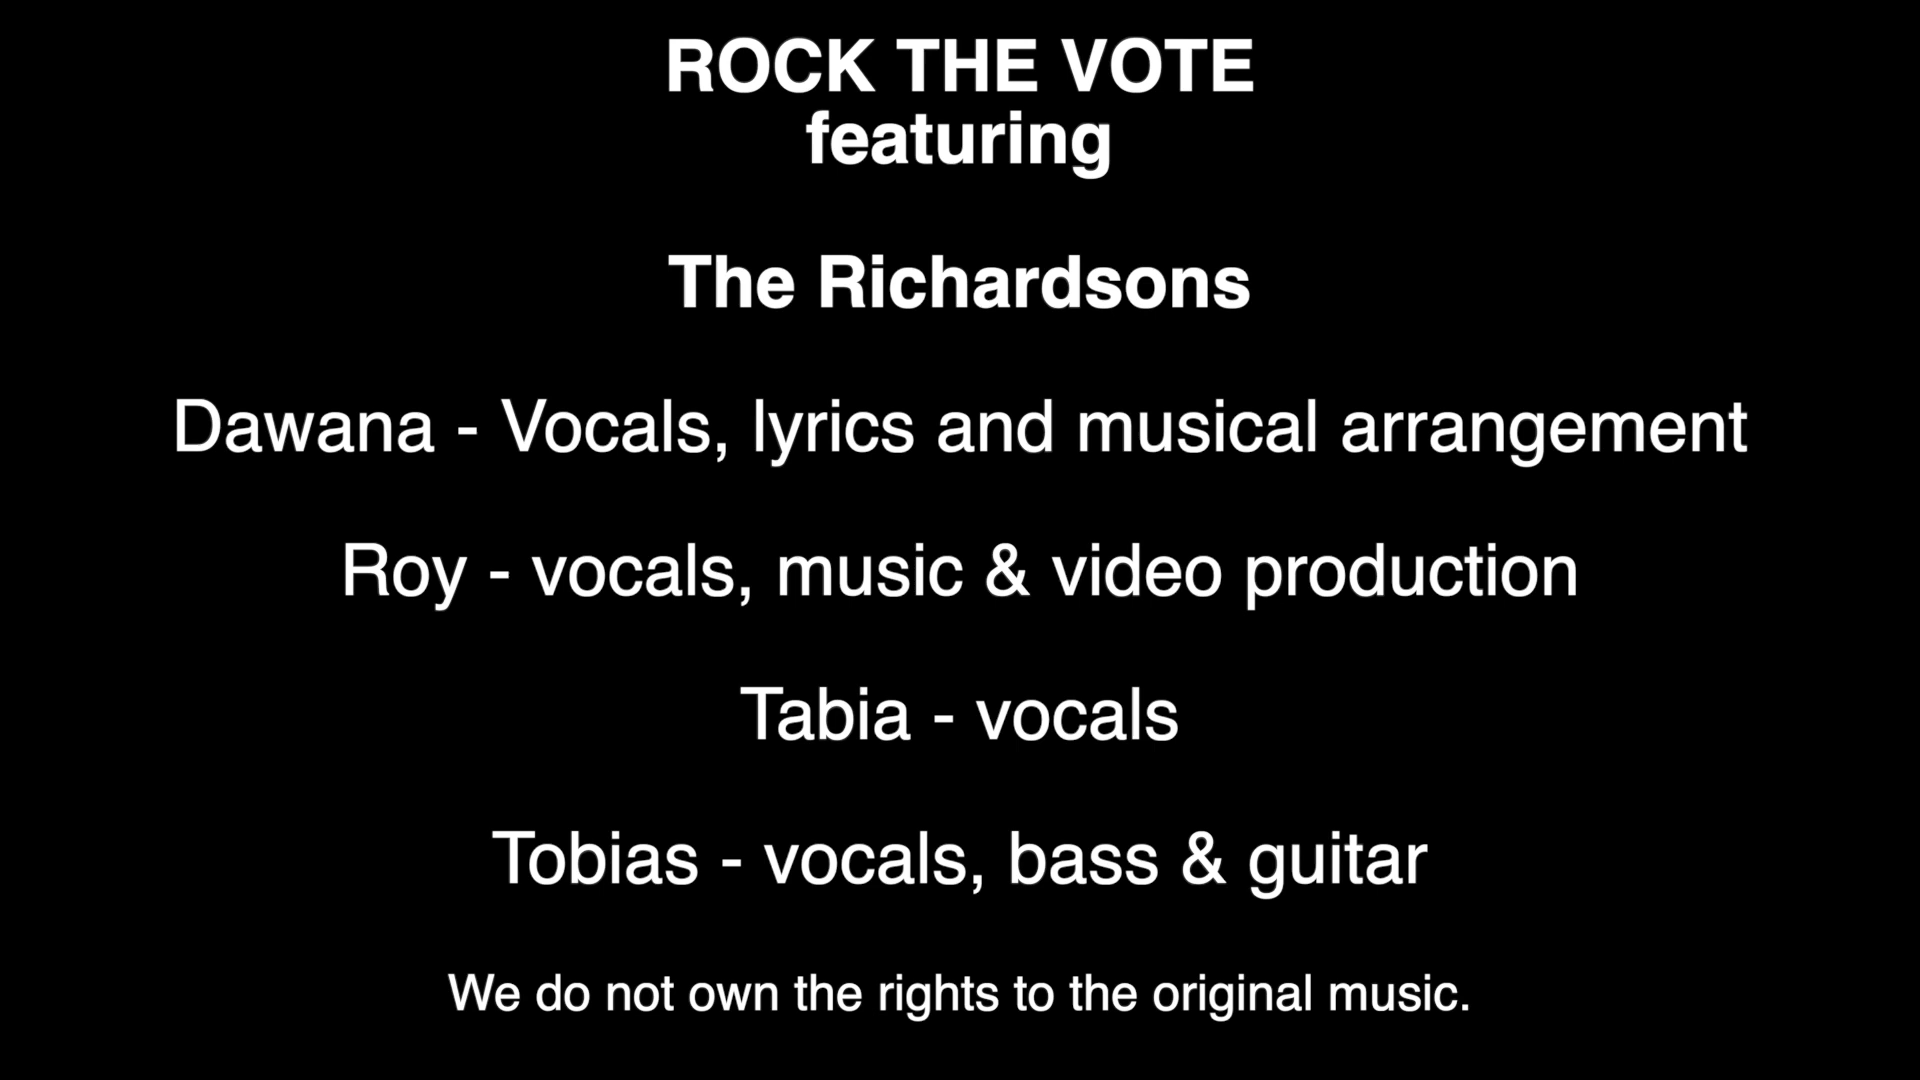 ROCK THE VOTE
featuring
The Richardsons
Dawana - Vocals, lyrics and musical arrangement
Roy - vocals, music & video production
Tabia - vocals
Tobias - vocals, bass & guitar
We do not own the rights to the original music.